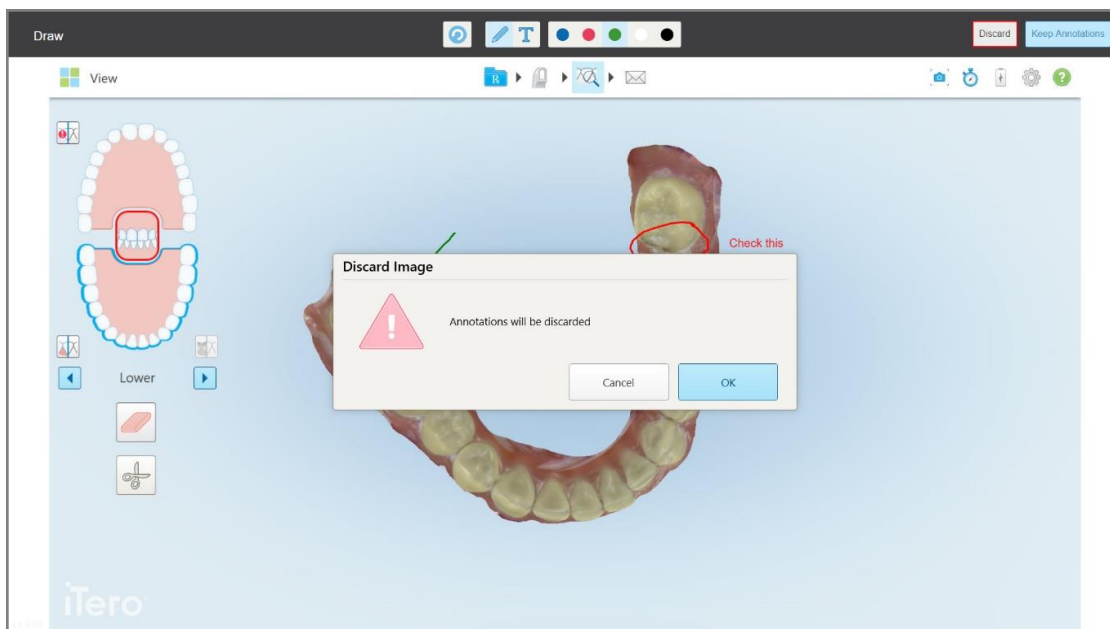 Draw
T
Discard
Keep Annotations
View
R
Check this
Discard Image
Annotations will be discarded
Cancel
OK
Lower
iTero